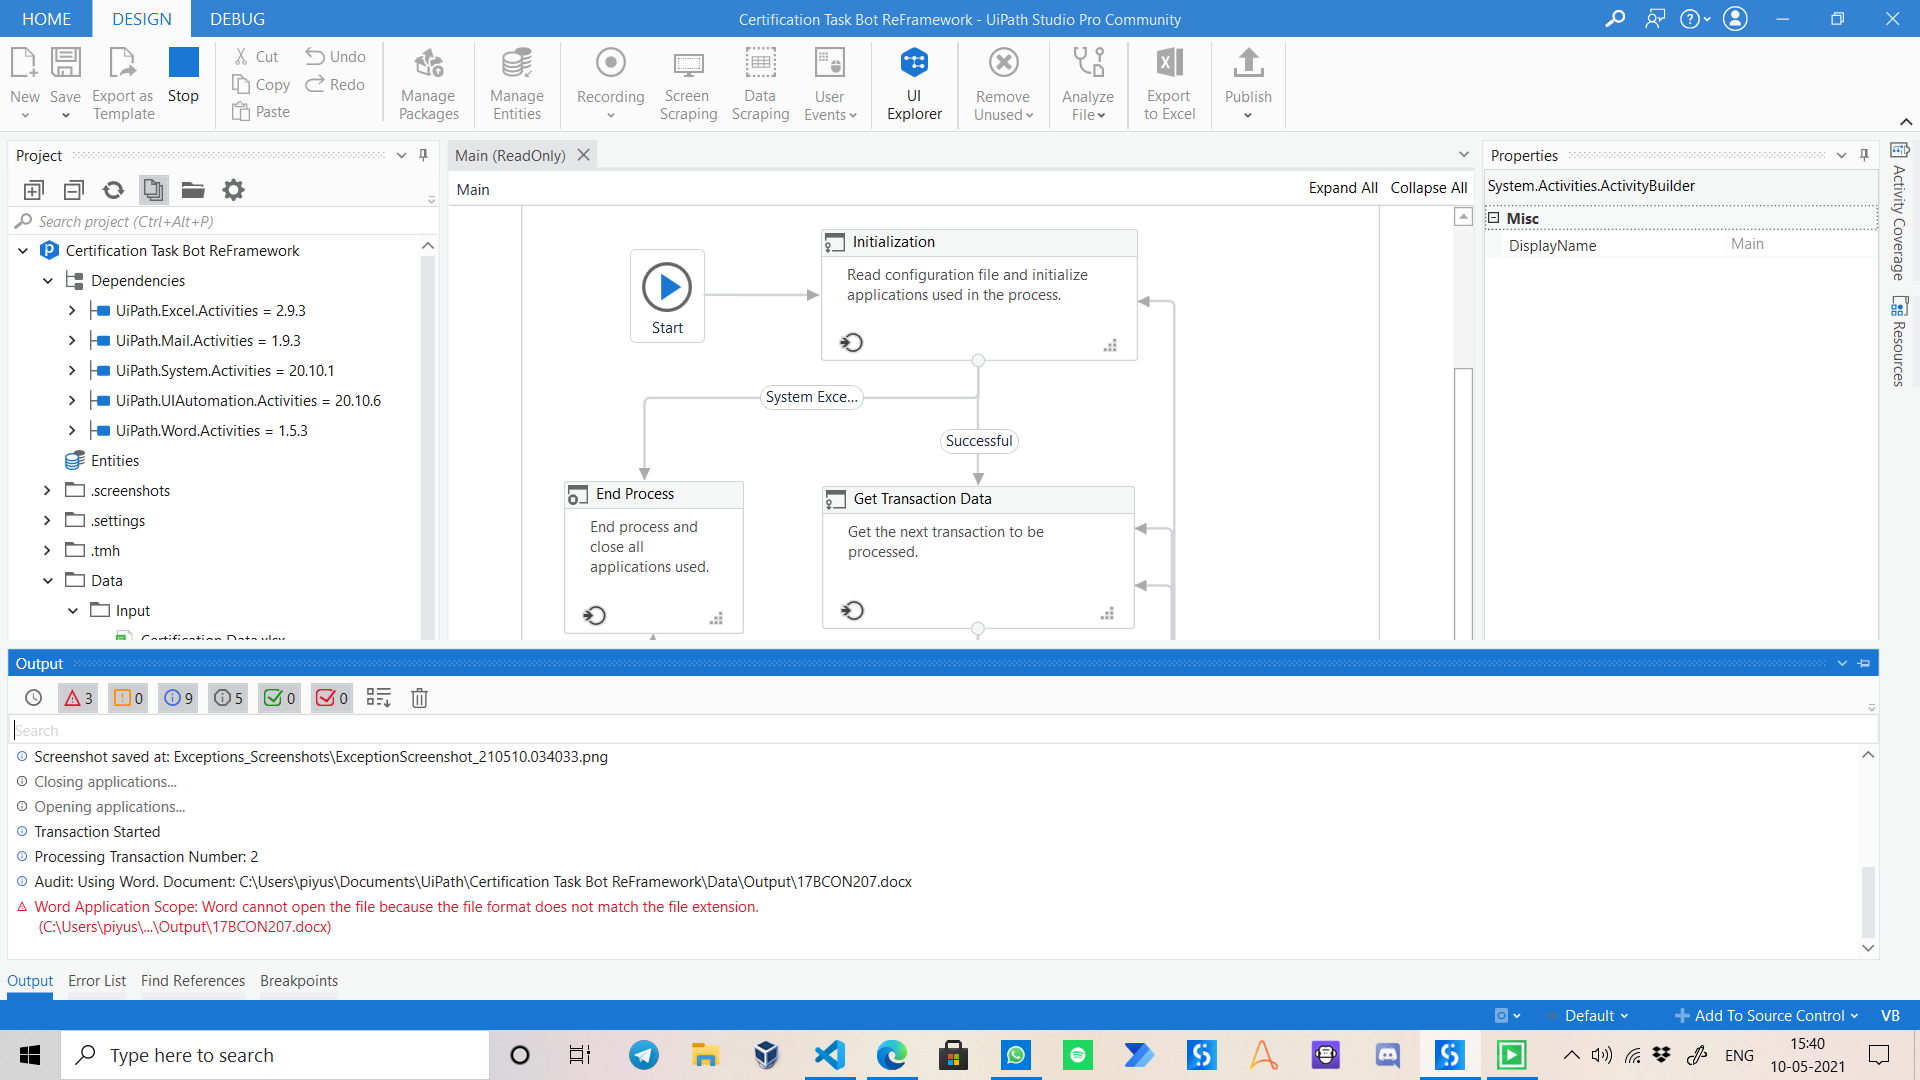 HOME DESIGN DEBUG
Certification Task Bot ReFramework - UiPath Studio Pro Community
New Save Export as Template Stop
Cut Copy Paste
Undo Redo
Manage Packages
Manage Entities
Recording
Screen Scraping
Data Scraping
User Events
UI Explorer
Remove Unused
Analyze File
Export to Excel
Publish
Project
Search project (Ctrl+Alt+P)
Certification Task Bot ReFramework
Dependencies
UiPath.Excel.Activities = 2.9.3
UiPath.Mail.Activities = 1.9.3
UiPath.System.Activities = 20.10.1
UiPath.UIAutomation.Activities = 20.10.6
UiPath.Word.Activities = 1.5.3
Entities
.screenshots
.settings
.tmh
Data
Input
Certification Data.xlsx
Main (ReadOnly)
Main
Expand All Collapse All
Start
Initialization
Read configuration file and initialize
applications used in the process.
System Exce...
Successful
End Process
End process and
close all
applications used.
Get Transaction Data
Get the next transaction to be
processed.
Properties
System.Activities.ActivityBuilder
Misc
DisplayName Main
Activity Coverage
Resources
Output
3 0 9 5 0 0
Search
Screenshot saved at: Exceptions_Screenshots\ExceptionScreenshot_210510.034033.png
Closing applications...
Opening applications...
Transaction Started
Processing Transaction Number: 2
Audit: Using Word. Document: C:\Users\piyus\Documents\UiPath\Certification Task Bot ReFramework\Data\Output\17BCON207.docx
Word Application Scope: Word cannot open the file because the file format does not match the file extension.
(C:\Users\piyus\...\Output\17BCON207.docx)
Output Error List Find References Breakpoints
Default Add To Source Control VB
Type here to search
ENG
15:40
10-05-2021